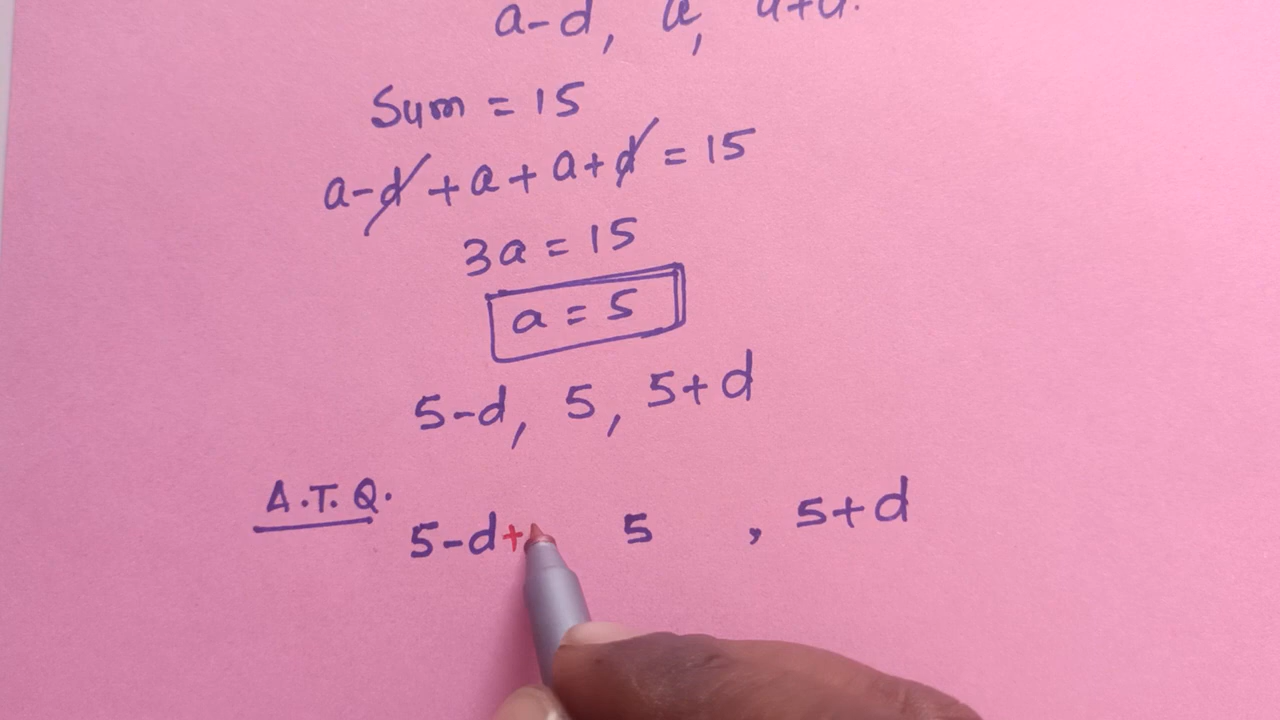 a-d, a, a+d.
Sum = 15
a-d + a + a + d = 15
3a = 15
a = 5
5-d, 5, 5+d
A.T.Q.
5-d+ 5 , 5+d